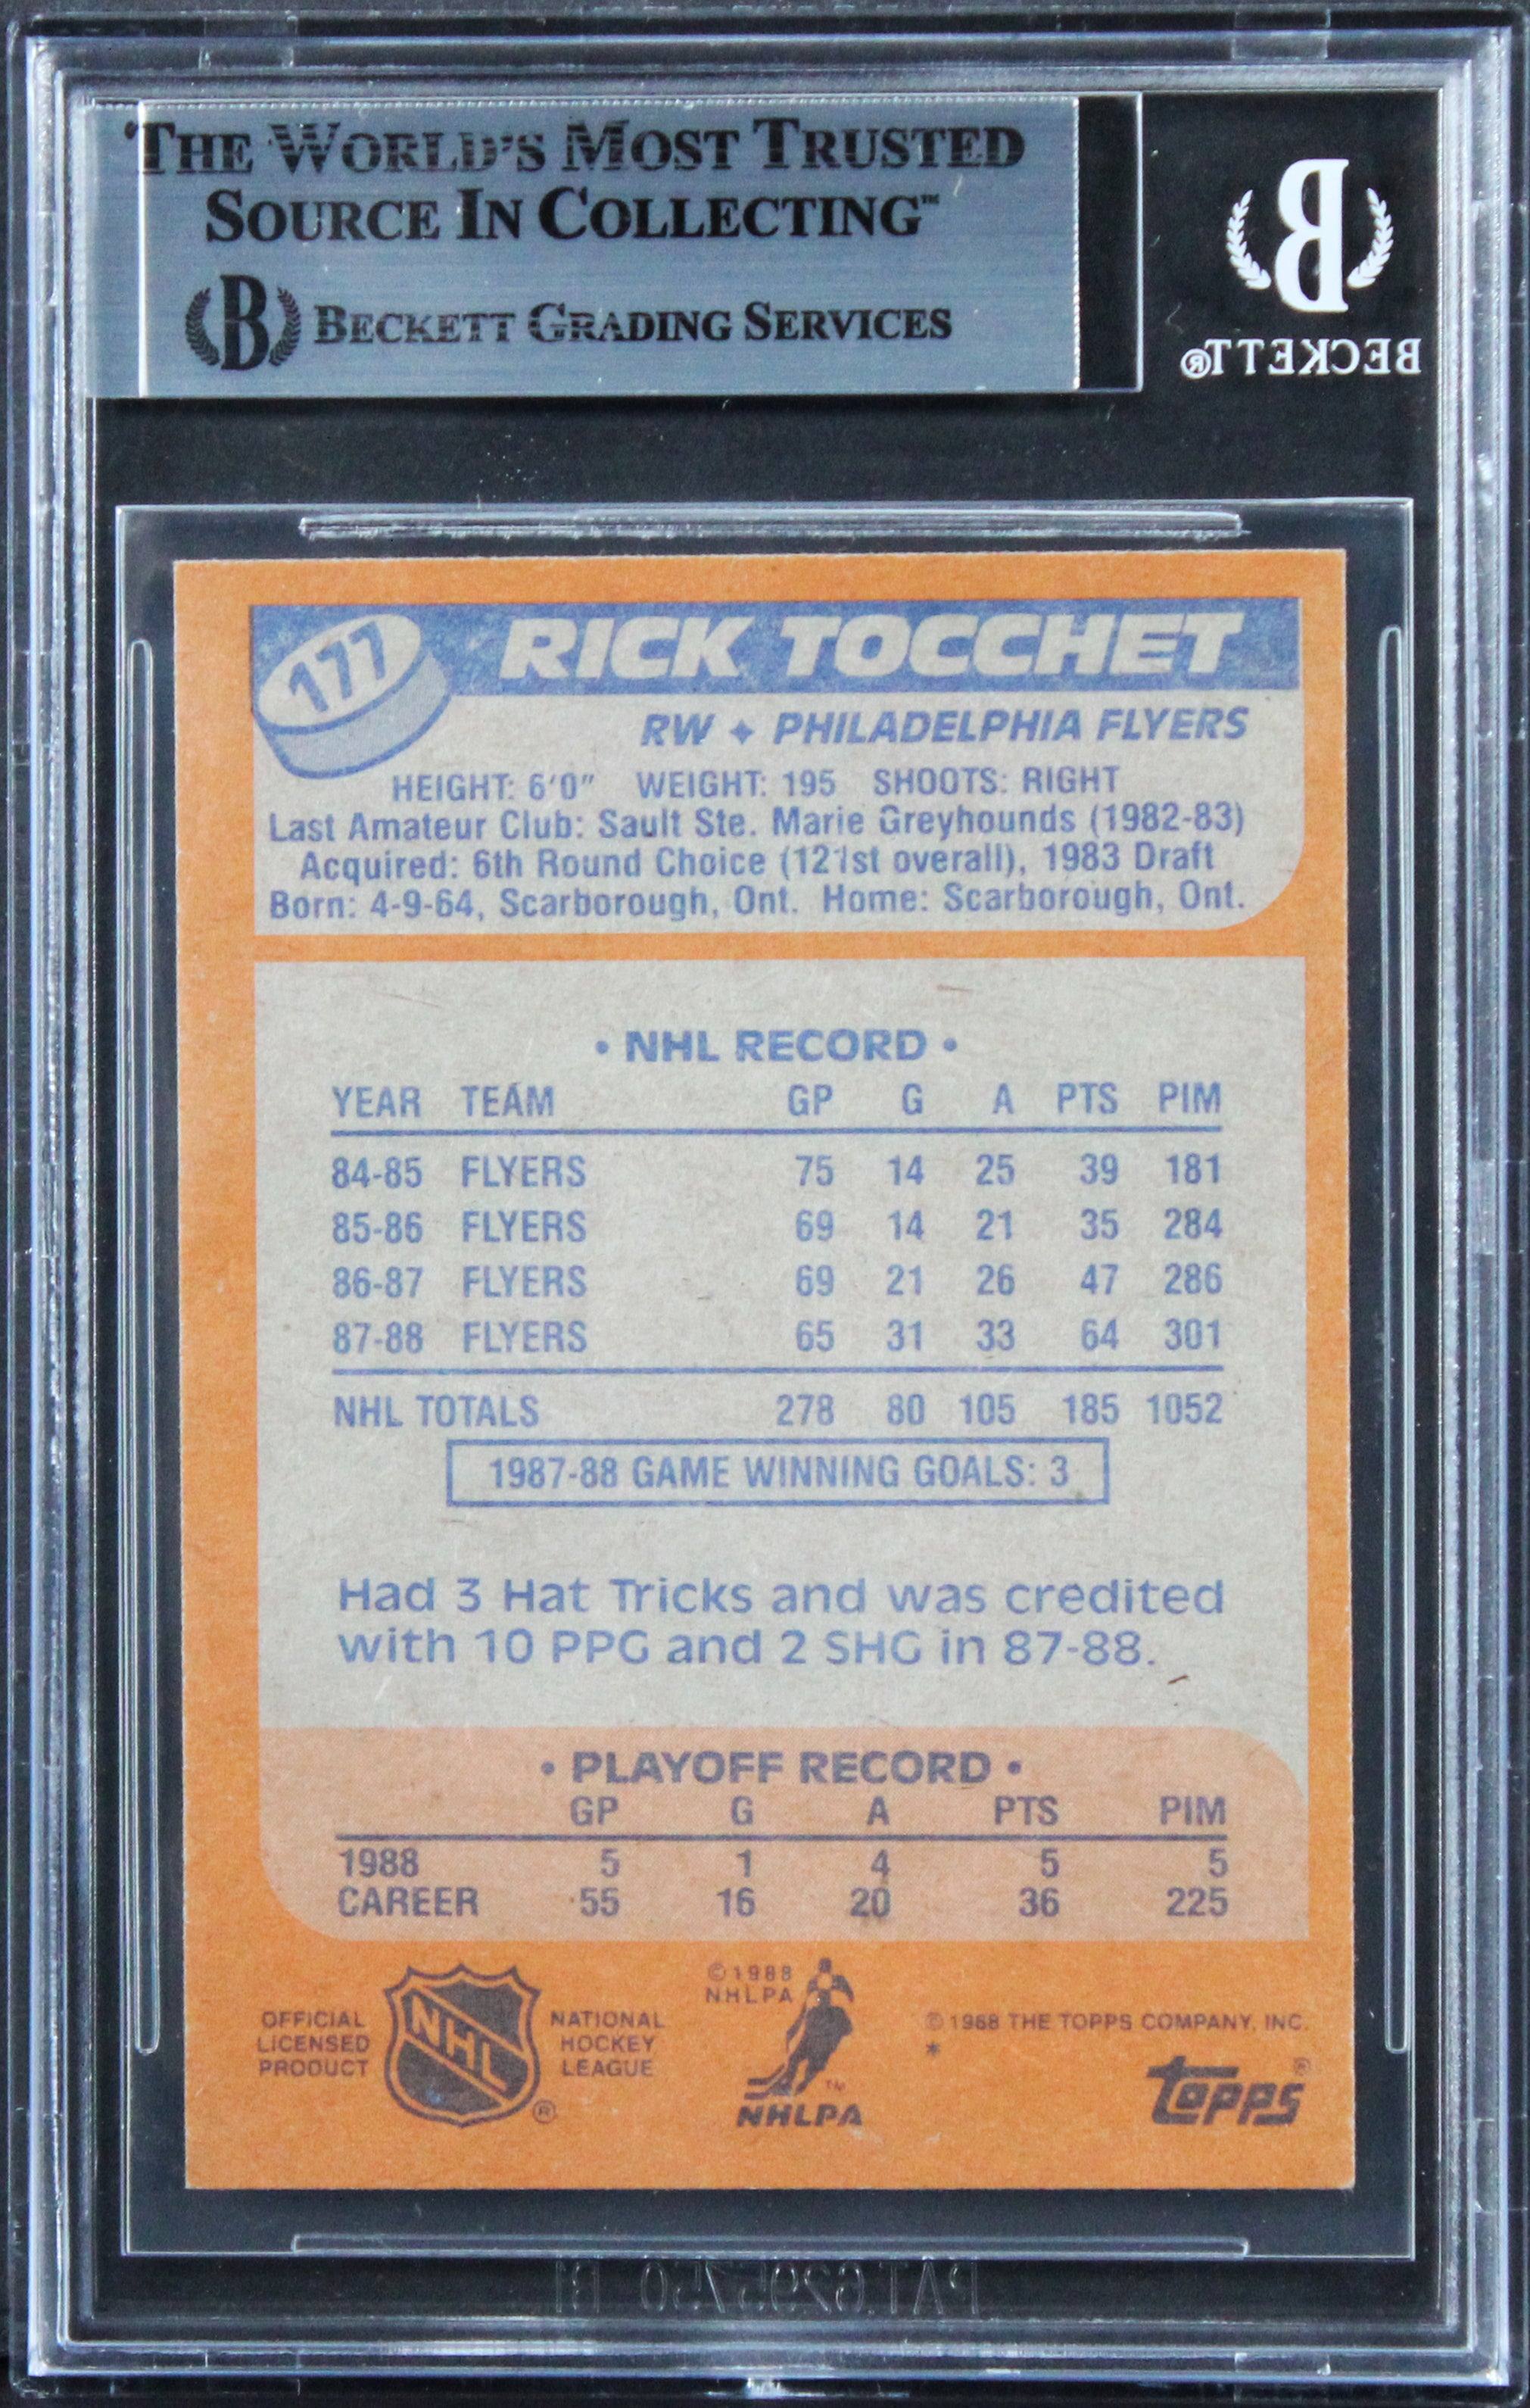 THE WORLD'S MOST TRUSTED
SOURCE IN COLLECTING™
B BECKETT GRADING SERVICES
B
BECKETT®
177
RICK TOCCHET
RW ✦ PHILADELPHIA FLYERS
HEIGHT: 6'0" WEIGHT: 195 SHOOTS: RIGHT
Last Amateur Club: Sault Ste. Marie Greyhounds (1982-83)
Acquired: 6th Round Choice (121st overall), 1983 Draft
Born: 4-9-64, Scarborough, Ont. Home: Scarborough, Ont.
• NHL RECORD •
YEAR TEAM GP G A PTS PIM
84-85 FLYERS 75 14 25 39 181
85-86 FLYERS 69 14 21 35 284
86-87 FLYERS 69 21 26 47 286
87-88 FLYERS 65 31 33 64 301
NHL TOTALS 278 80 105 185 1052
1987-88 GAME WINNING GOALS: 3
Had 3 Hat Tricks and was credited
with 10 PPG and 2 SHG in 87-88.
• PLAYOFF RECORD •
GP G A PTS PIM
1988 5 1 4 5 5
CAREER 55 16 20 36 225
OFFICIAL
LICENSED
PRODUCT
NHL
®
NATIONAL
HOCKEY
LEAGUE
©1988
NHLPA
™
NHLPA
© 1988 THE TOPPS COMPANY, INC.
*
topps®
PAT.6295750 B1